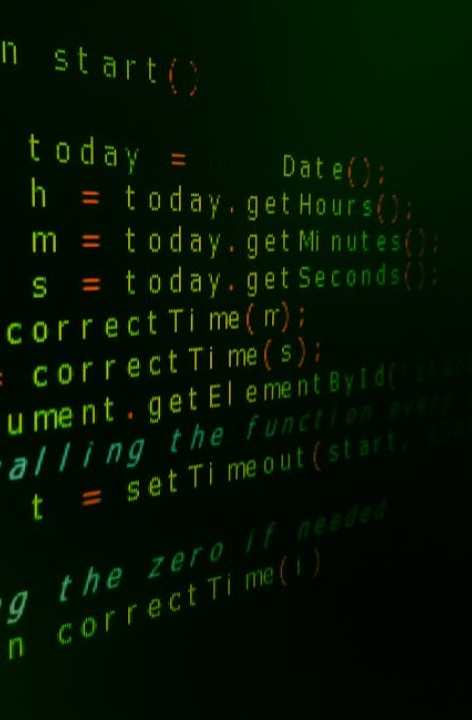 n start()
today = Date();
h = today.getHours();
m = today.getMinutes();
s = today.getSeconds();
correctTime(m);
= correctTime(s);
ument.getElementById(
alling the function every
t = setTimeout(start,
g the zero if needed
n correctTime(i)